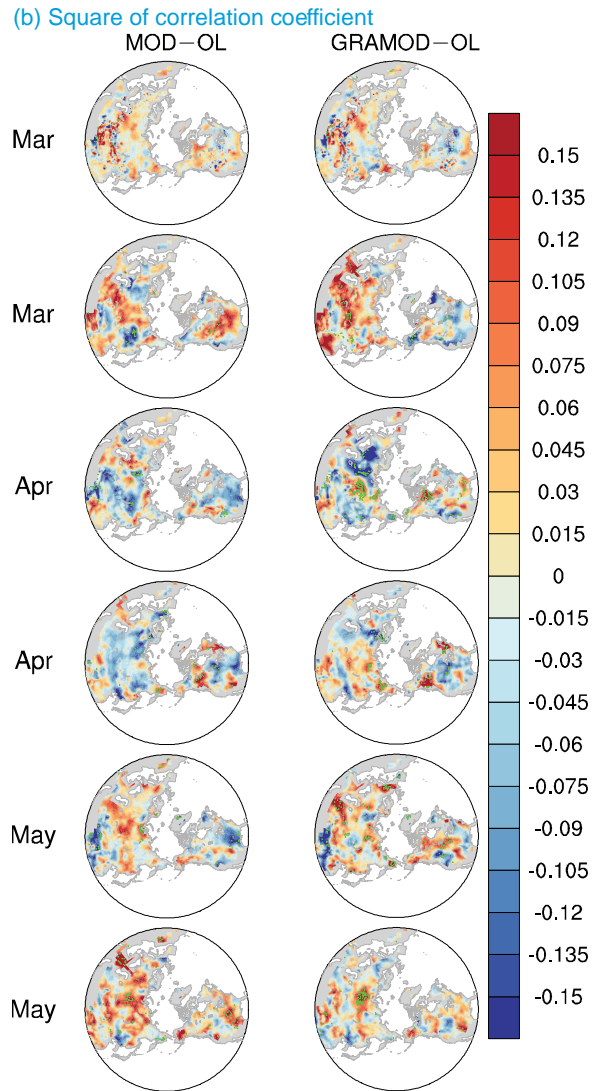 (b) Square of correlation coefficient
MOD−OL GRAMOD−OL
Mar
Mar
Apr
Apr
May
May
0.15
0.135
0.12
0.105
0.09
0.075
0.06
0.045
0.03
0.015
0
-0.015
-0.03
-0.045
-0.06
-0.075
-0.09
-0.105
-0.12
-0.135
-0.15